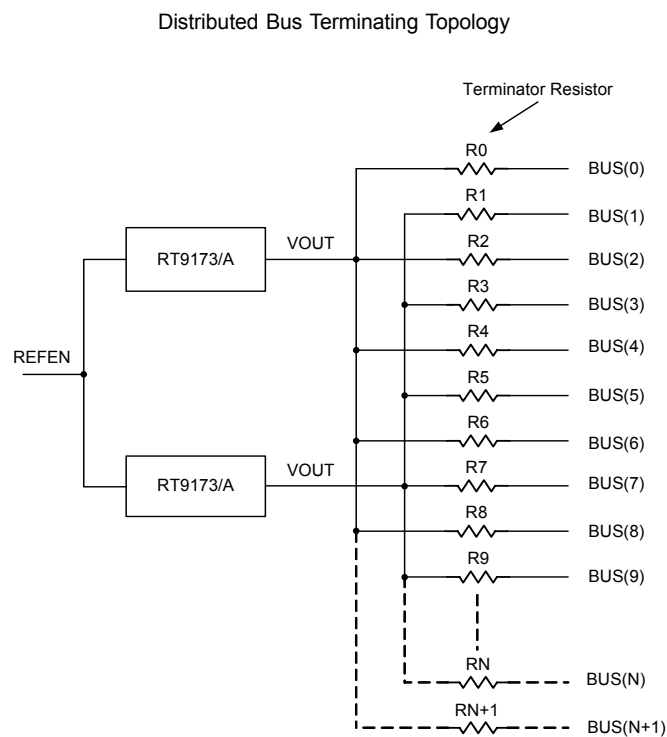 Distributed Bus Terminating Topology
Terminator Resistor
R0
BUS(0)
R1
BUS(1)
RT9173/A
VOUT
R2
BUS(2)
R3
BUS(3)
R4
BUS(4)
REFEN
R5
BUS(5)
R6
BUS(6)
RT9173/A
VOUT
R7
BUS(7)
R8
BUS(8)
R9
BUS(9)
RN
BUS(N)
RN+1
BUS(N+1)